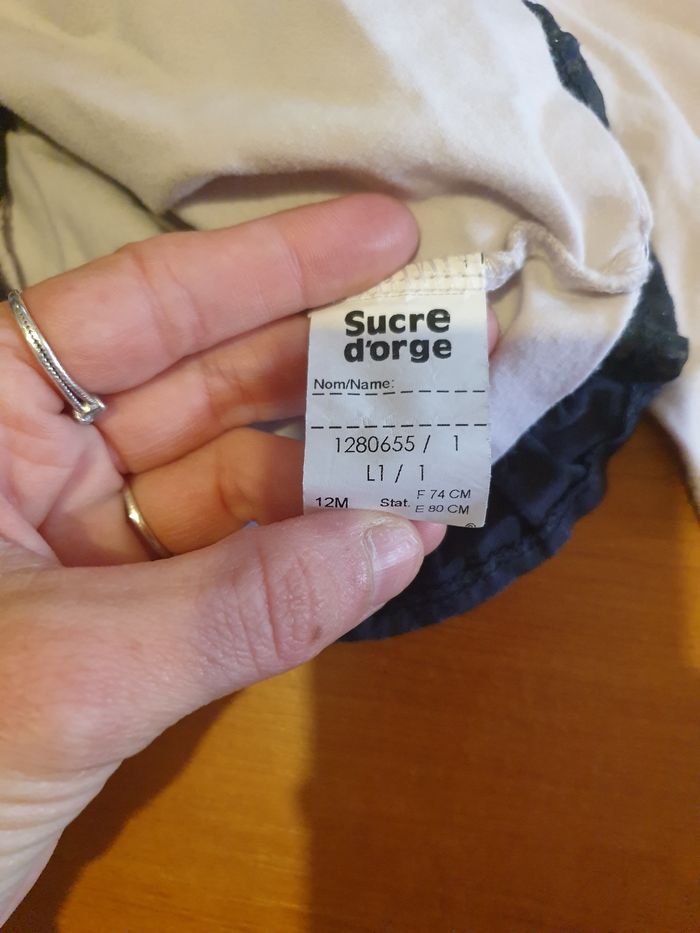 Sucre
d'orge
Nom/Name:
1280655 / 1
L1 / 1
12M Stat. F 74 CM
E 80 CM
®